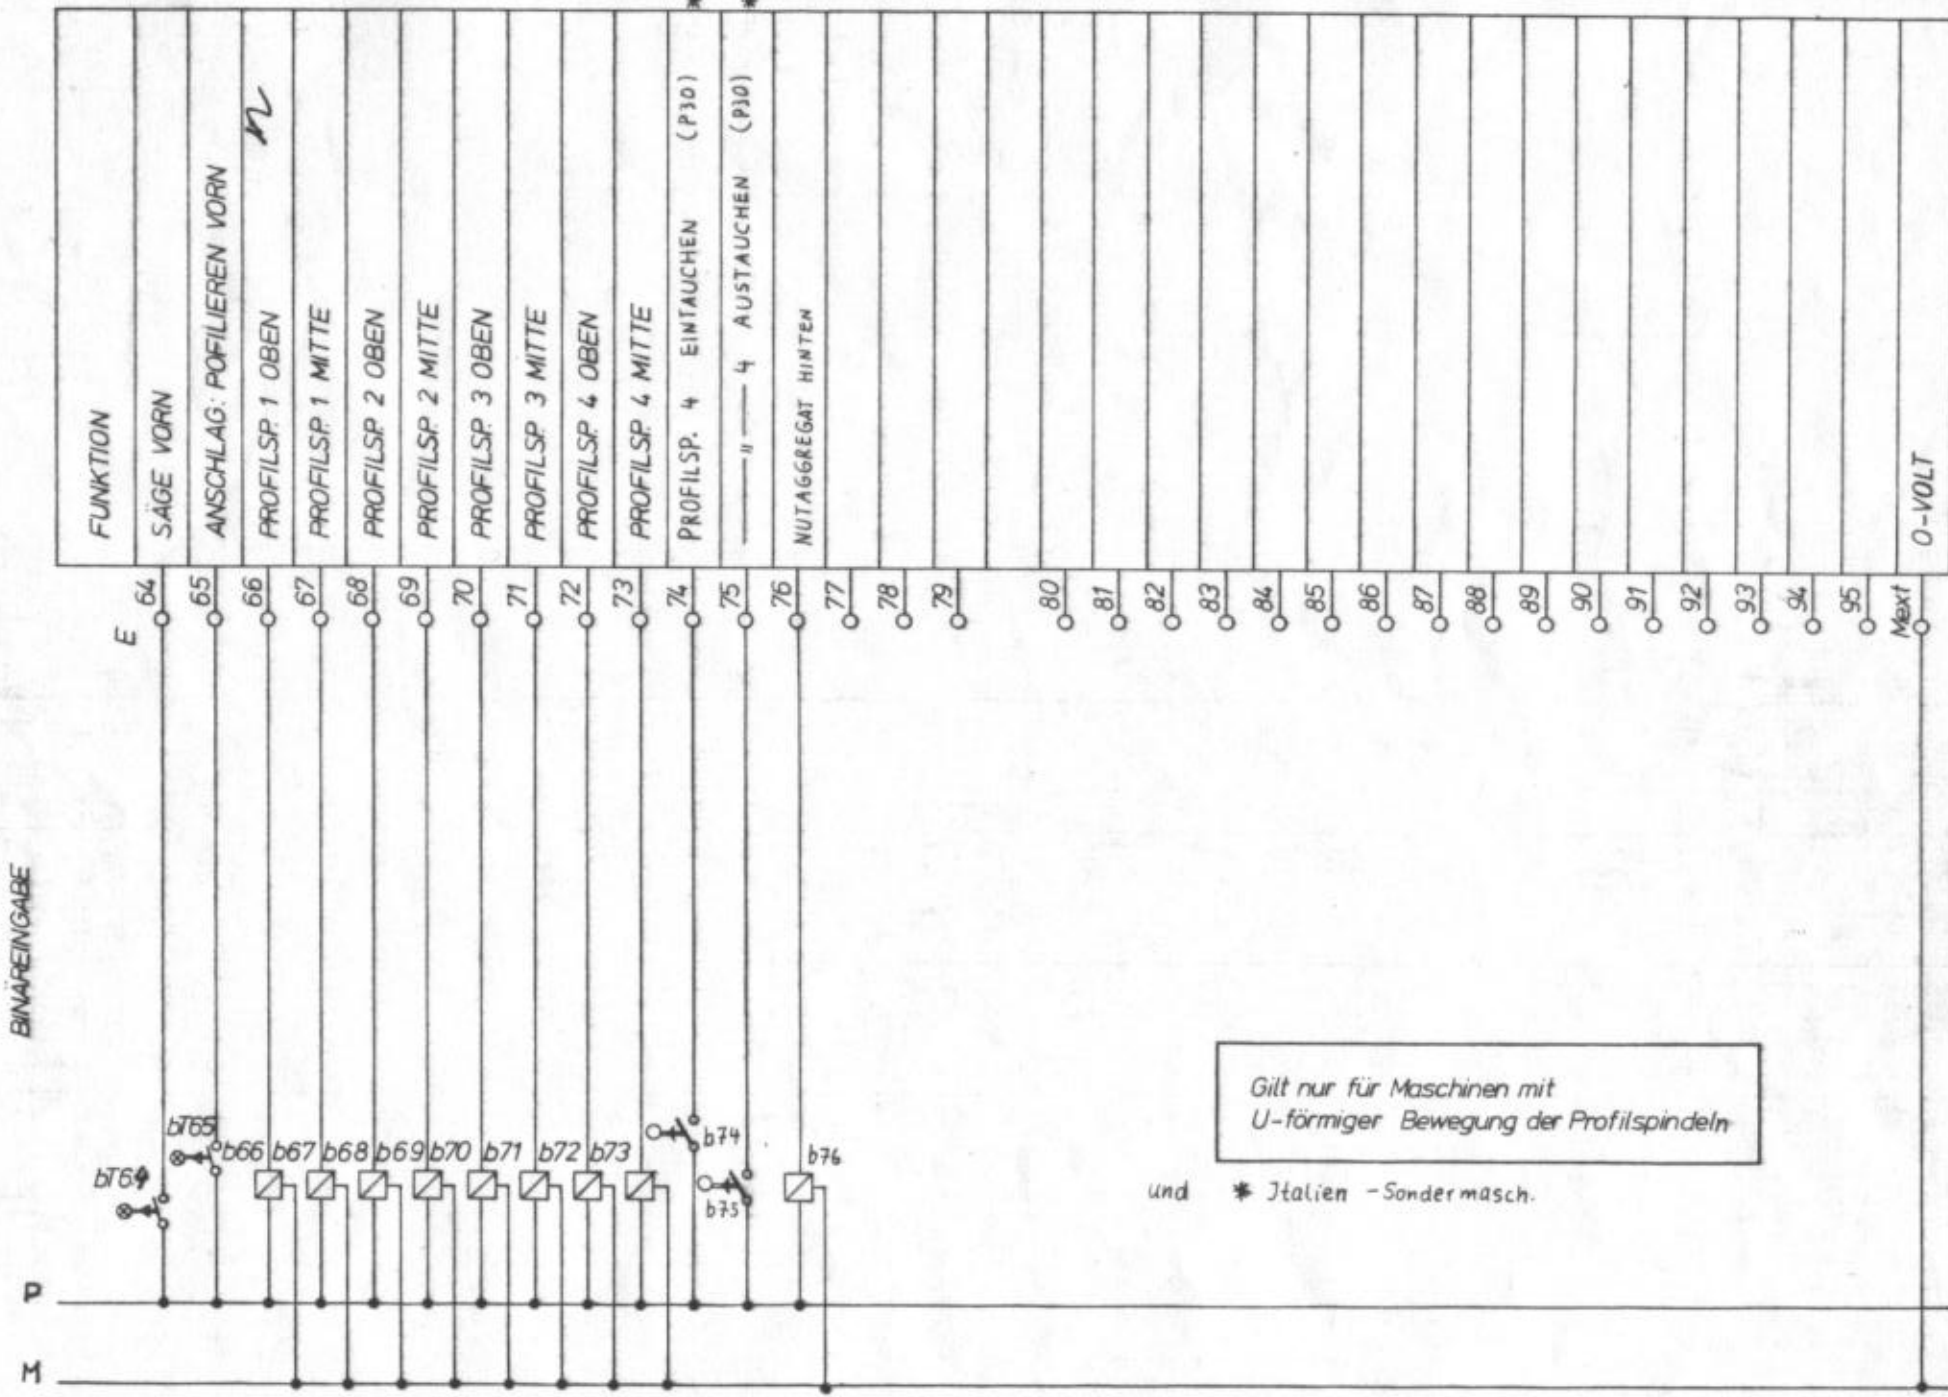 BINÄREINGABE
FUNKTION
E
64 SÄGE VORN
65 ANSCHLAG: POFILIEREN VORN
66 PROFILSP. 1 OBEN
67 PROFILSP. 1 MITTE
68 PROFILSP. 2 OBEN
69 PROFILSP. 2 MITTE
70 PROFILSP. 3 OBEN
71 PROFILSP. 3 MITTE
72 PROFILSP. 4 OBEN
73 PROFILSP. 4 MITTE
74 PROFILSP. 4 EINTAUCHEN (P30) *
75 —— " —— 4 AUSTAUCHEN (P30) *
76 NUTAGGREGAT HINTEN
77
78
79
80
81
82
83
84
85
86
87
88
89
90
91
92
93
94
95
Mext 0-VOLT
bT64
bT65
b66
b67
b68
b69
b70
b71
b72
b73
b74
b75
b76
P
M
Gilt nur für Maschinen mit
U-förmiger Bewegung der Profilspindeln
und * Italien - Sondermasch.